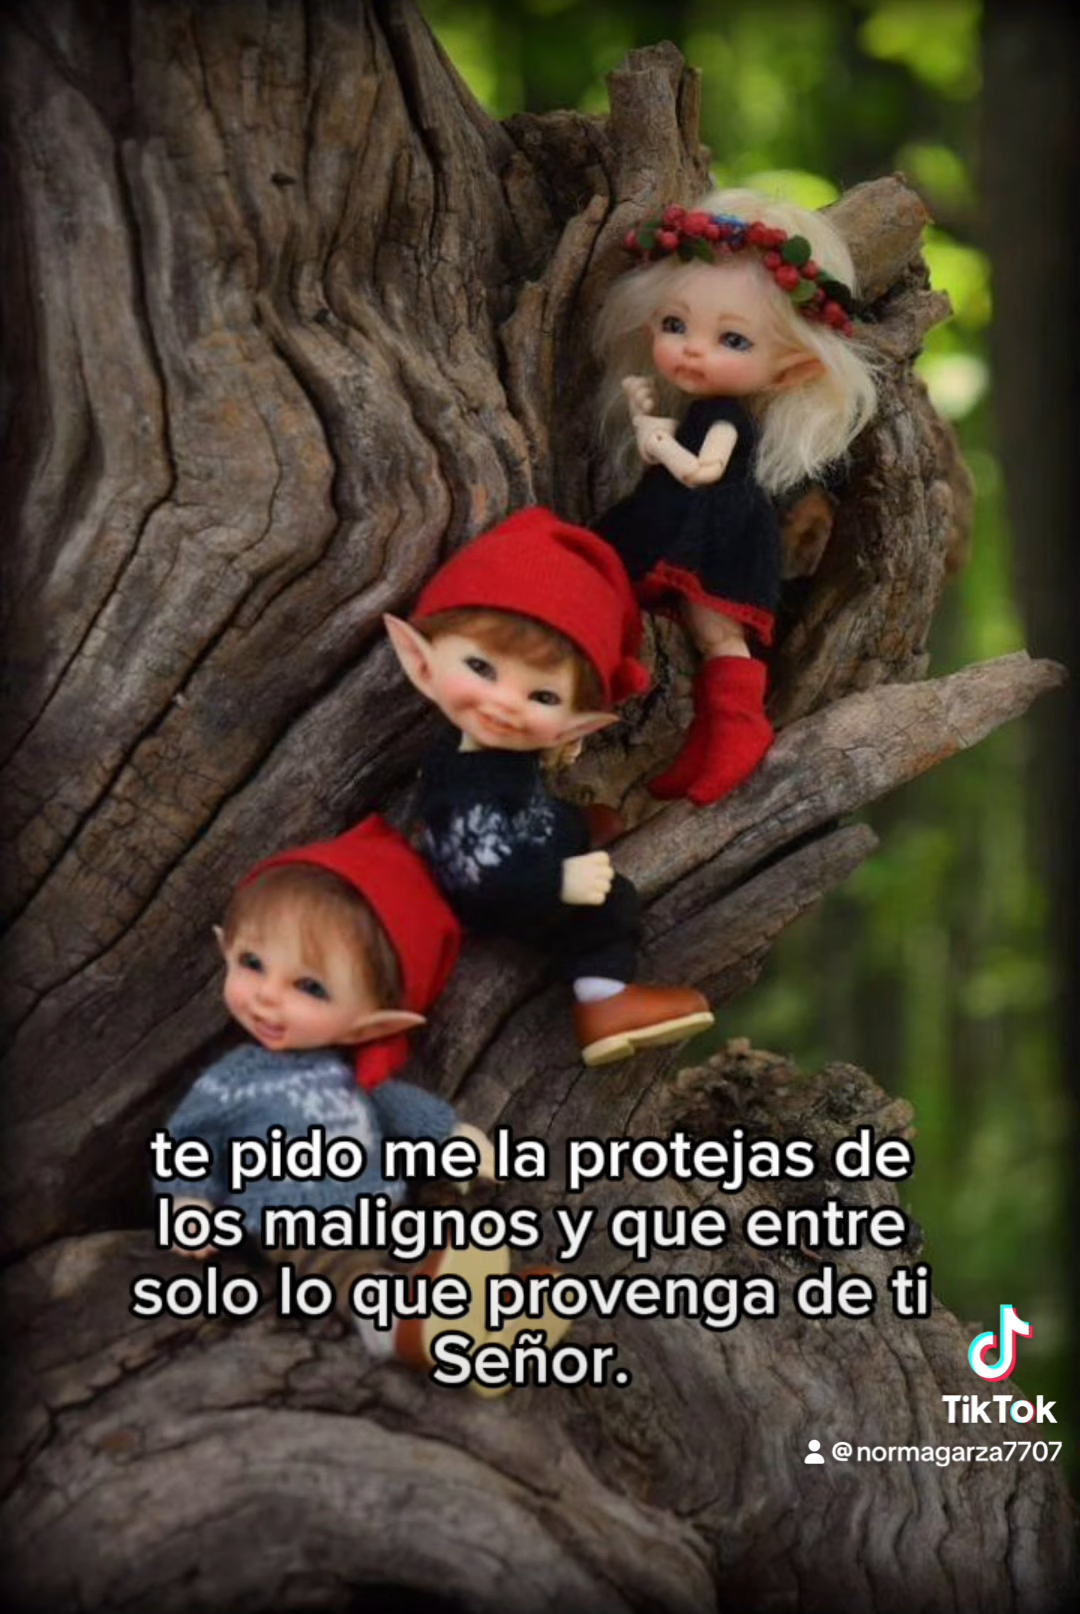 te pido me la protejas de
los malignos y que entre
solo lo que provenga de ti
Señor.
TikTok
@normagarza7707